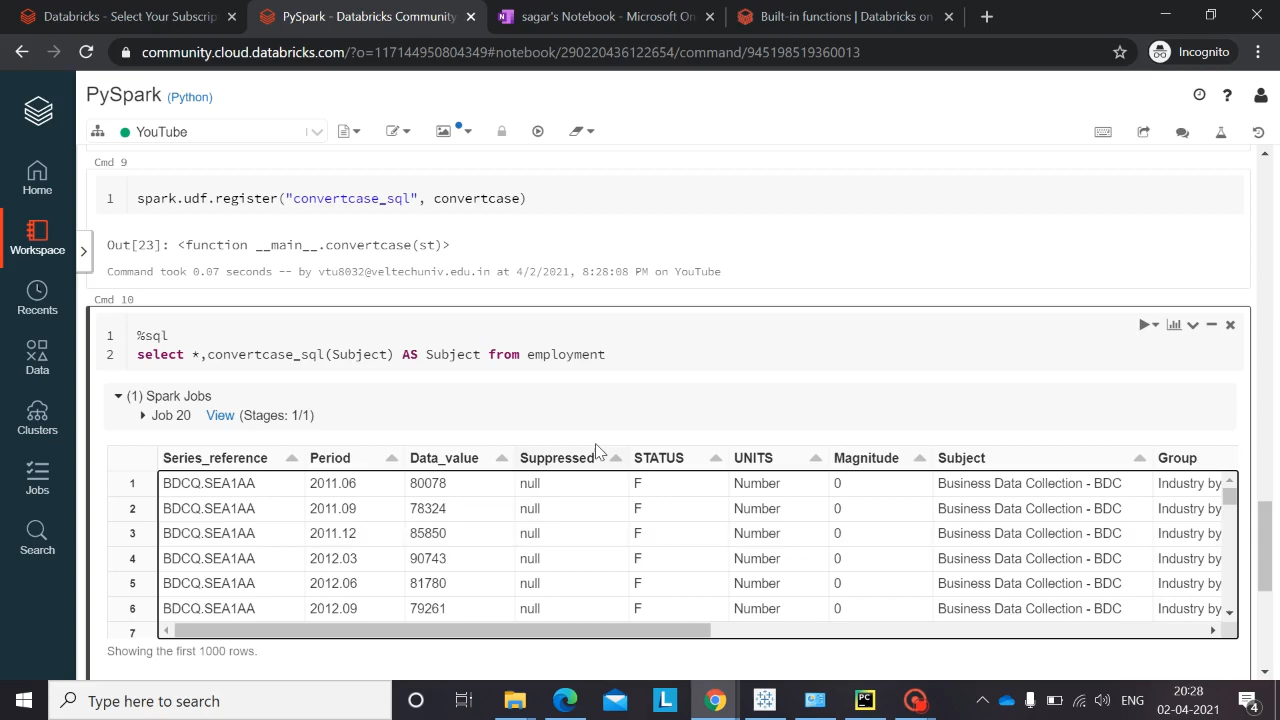 Databricks - Select Your Subscrip
PySpark - Databricks Community
sagar's Notebook - Microsoft On
Built-in functions | Databricks on
community.cloud.databricks.com/?o=117144950804349#notebook/290220436122654/command/945198519360013
Incognito
PySpark (Python)
YouTube
Home
Workspace
Recents
Data
Clusters
Jobs
Search
Cmd 9
1 spark.udf.register("convertcase_sql", convertcase)
Out[23]: <function __main__.convertcase(st)>
Command took 0.07 seconds -- by vtu8032@veltechuniv.edu.in at 4/2/2021, 8:28:08 PM on YouTube
Cmd 10
1 %sql
2 select *,convertcase_sql(Subject) AS Subject from employment
(1) Spark Jobs
Job 20 View (Stages: 1/1)
Series_reference Period Data_value Suppressed STATUS UNITS Magnitude Subject Group
1 BDCQ.SEA1AA 2011.06 80078 null F Number 0 Business Data Collection - BDC Industry by
2 BDCQ.SEA1AA 2011.09 78324 null F Number 0 Business Data Collection - BDC Industry by
3 BDCQ.SEA1AA 2011.12 85850 null F Number 0 Business Data Collection - BDC Industry by
4 BDCQ.SEA1AA 2012.03 90743 null F Number 0 Business Data Collection - BDC Industry by
5 BDCQ.SEA1AA 2012.06 81780 null F Number 0 Business Data Collection - BDC Industry by
6 BDCQ.SEA1AA 2012.09 79261 null F Number 0 Business Data Collection - BDC Industry by
7
Showing the first 1000 rows.
Type here to search
L
PC
ENG
20:28
02-04-2021
4